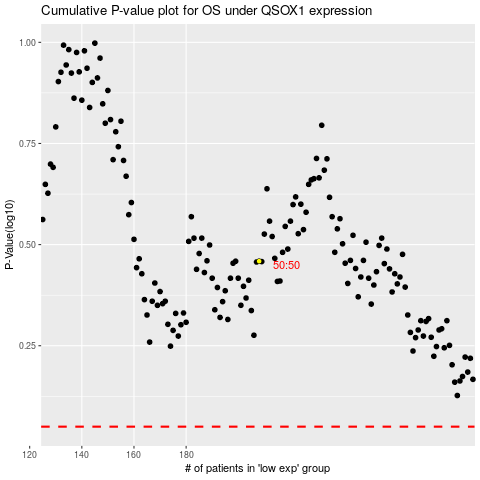 Cumulative P-value plot for OS under QSOX1 expression
P-Value(log10)
1.00
0.75
0.50
0.25
50:50
120 140 160 180
# of patients in 'low exp' group